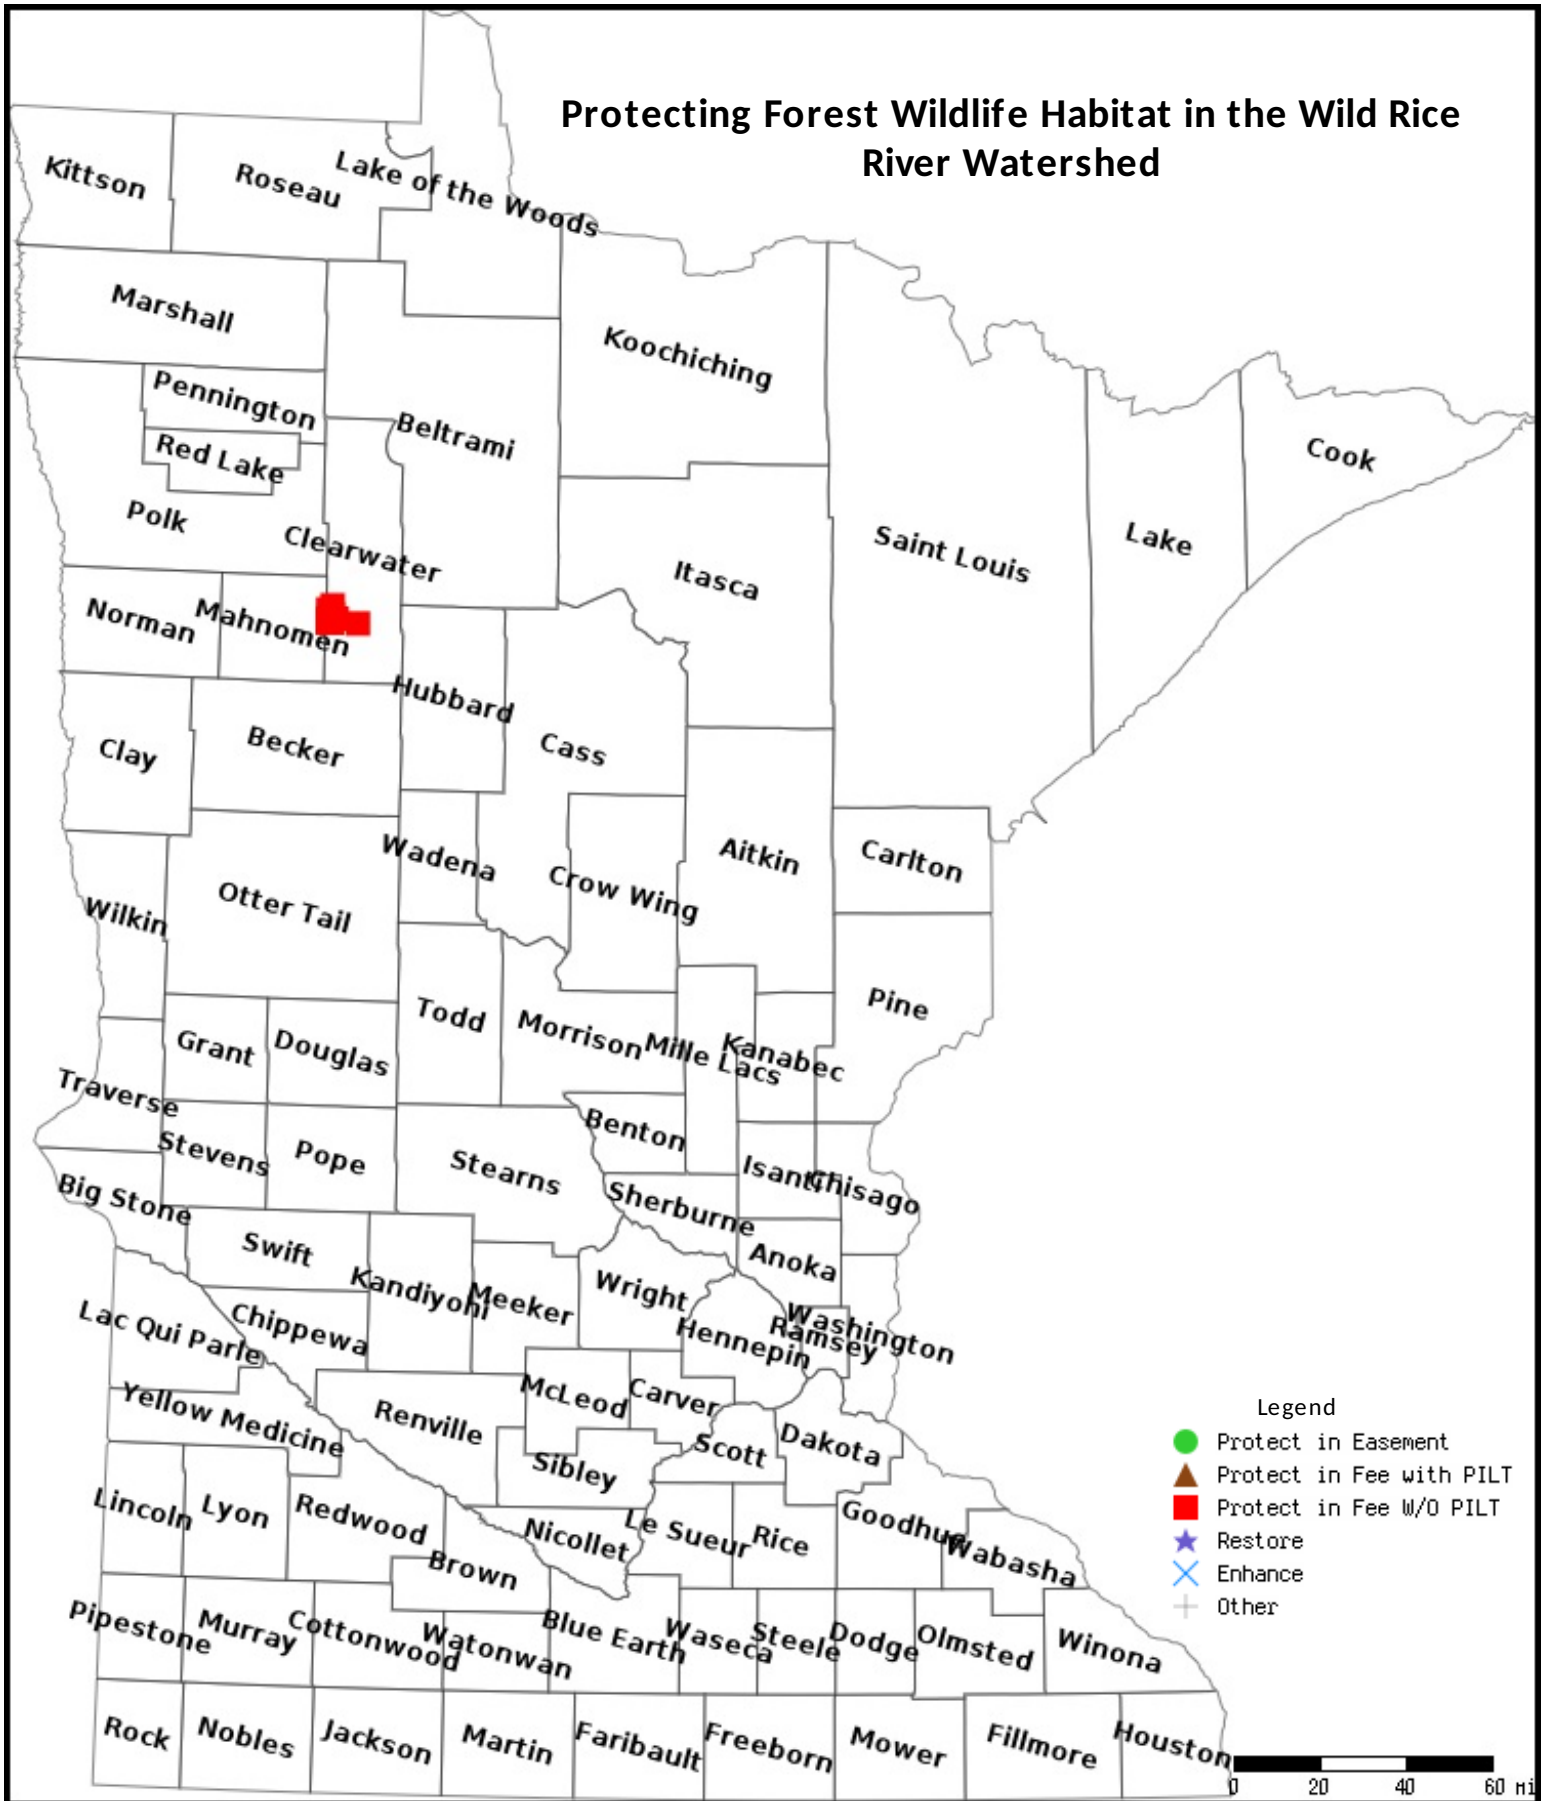 Protecting Forest Wildlife Habitat in the Wild Rice
River Watershed
Kittson
Roseau
Lake of the Woods
Marshall
Koochiching
Pennington
Beltrami
Red Lake
Cook
Polk
Clearwater
Saint Louis
Lake
Itasca
Norman
Mahnomen
Hubbard
Clay
Becker
Cass
Wadena
Aitkin
Carlton
Otter Tail
Crow Wing
Wilkin
Pine
Todd
Grant
Douglas
Morrison
Mille Lacs
Kanabec
Traverse
Benton
Stevens
Pope
Stearns
Isanti
Chisago
Big Stone
Sherburne
Swift
Anoka
Kandiyohi
Meeker
Wright
Lac Qui Parle
Chippewa
Hennepin
Ramsey
Washington
McLeod
Carver
Yellow Medicine
Renville
Scott
Dakota
Sibley
Lincoln
Lyon
Redwood
Nicollet
Le Sueur
Rice
Goodhue
Wabasha
Brown
Pipestone
Murray
Cottonwood
Watonwan
Blue Earth
Waseca
Steele
Dodge
Olmsted
Winona
Rock
Nobles
Jackson
Martin
Faribault
Freeborn
Mower
Fillmore
Houston
Legend
Protect in Easement
Protect in Fee with PILT
Protect in Fee W/O PILT
Restore
Enhance
Other
0 20 40 60 mi